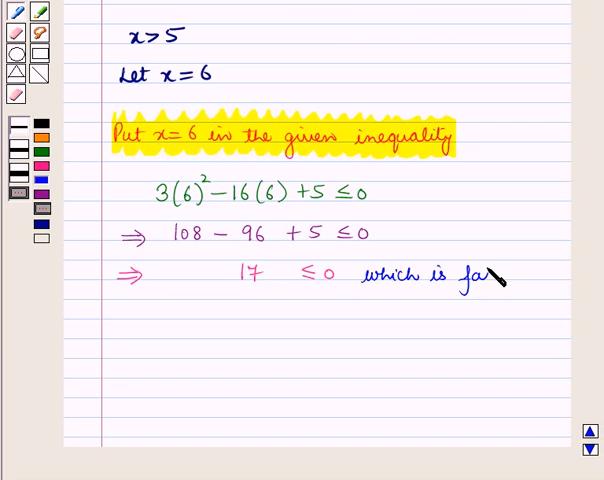 x > 5
Let x = 6
Put x = 6 in the given inequality
3(6)² - 16(6) + 5 ≤ 0
⇒ 108 - 96 + 5 ≤ 0
⇒ 17 ≤ 0 which is fa